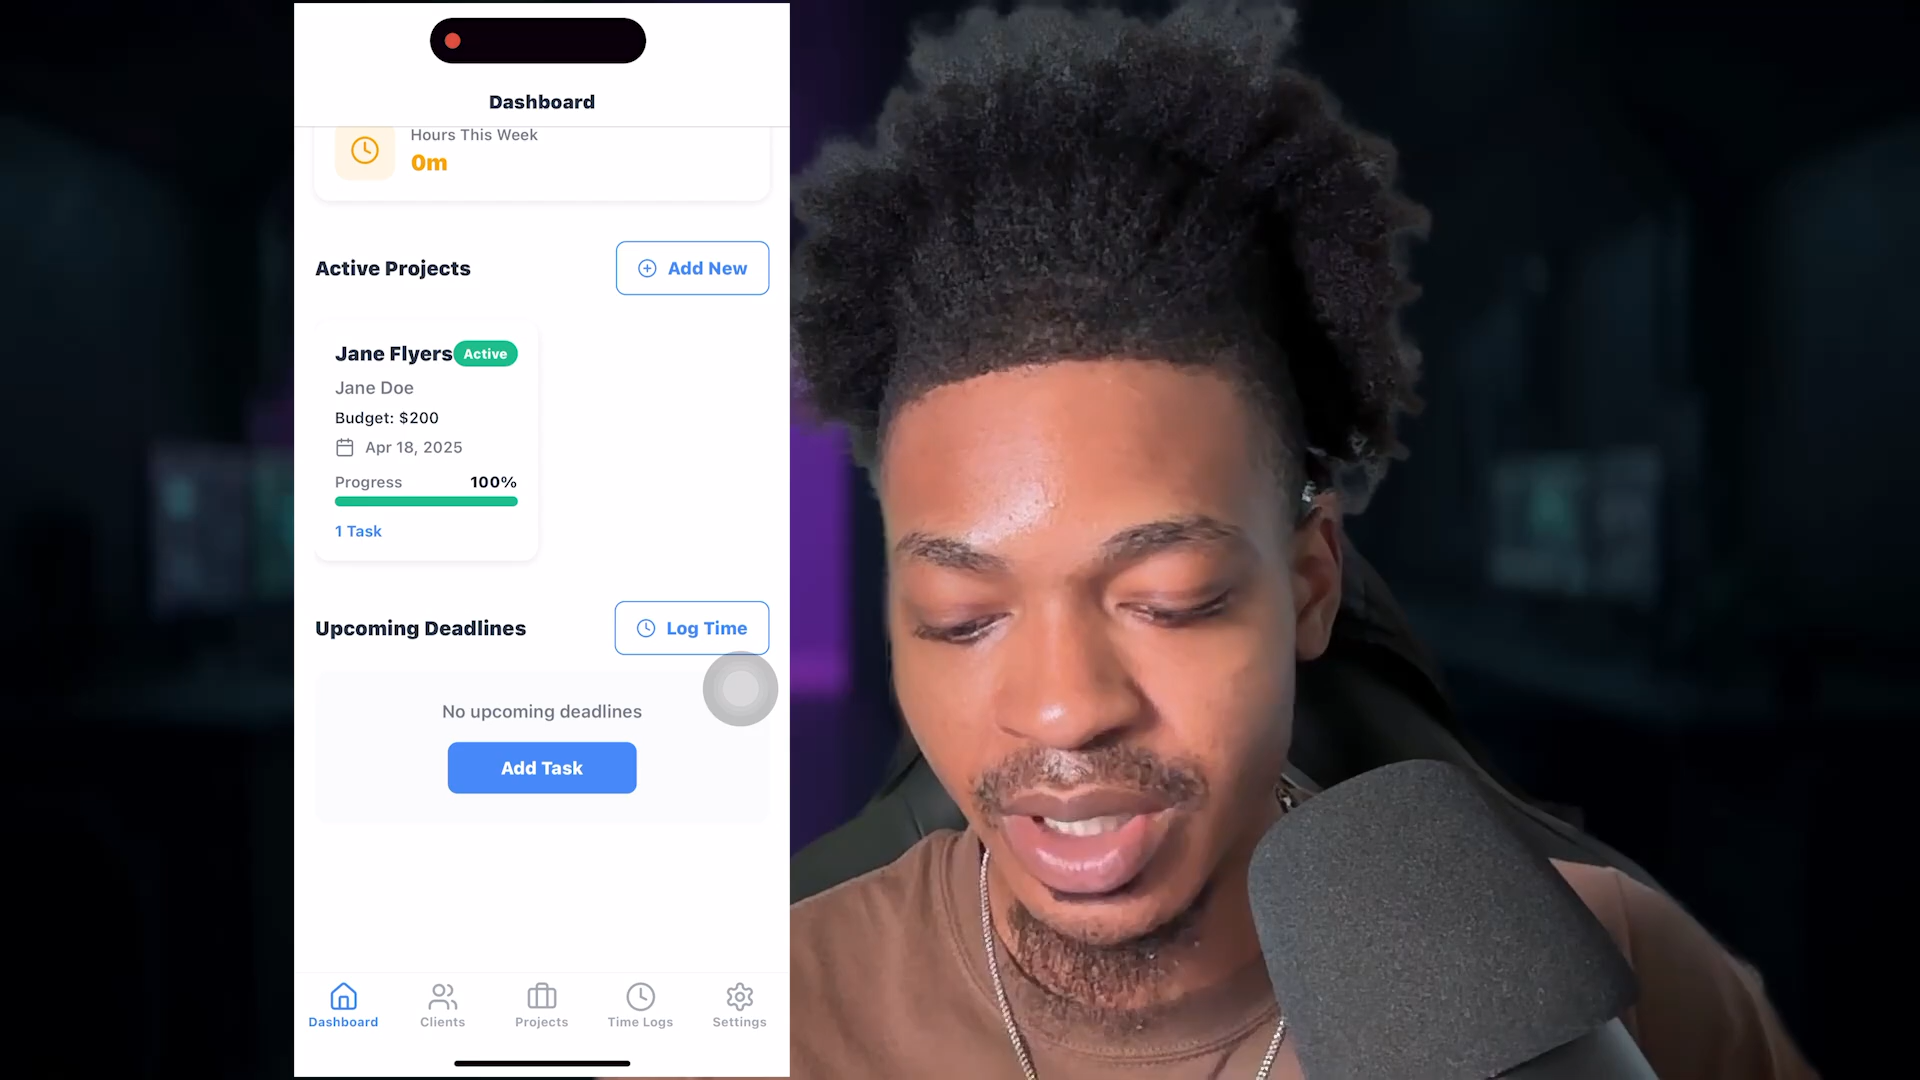 Dashboard
Hours This Week
0m
Active Projects
Add New
Jane Flyers
Active
Jane Doe
Budget: $200
Apr 18, 2025
Progress 100%
1 Task
Upcoming Deadlines
Log Time
No upcoming deadlines
Add Task
Dashboard Clients Projects Time Logs Settings